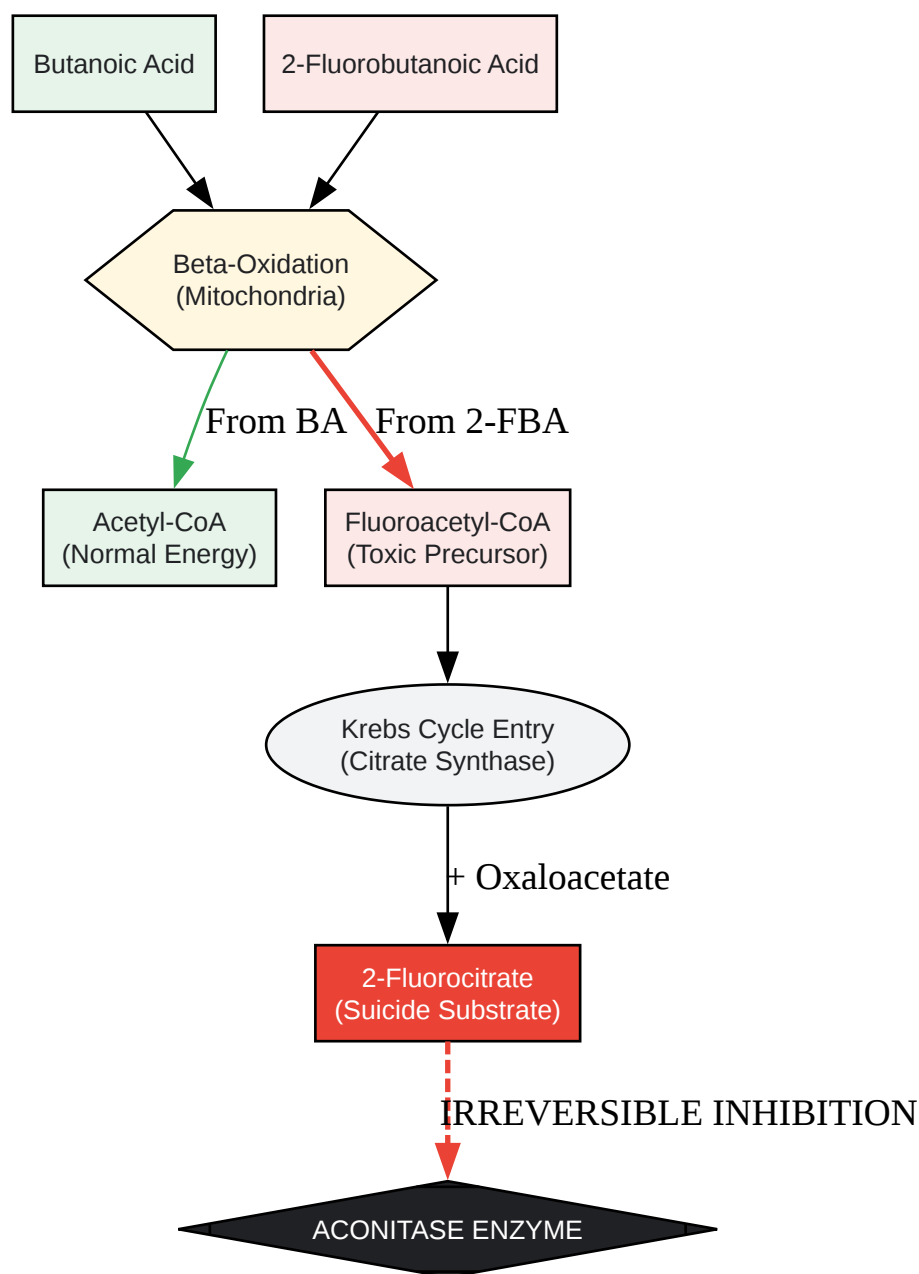 Butanoic Acid
2-Fluorobutanoic Acid
Beta-Oxidation
(Mitochondria)
From BA
From 2-FBA
Acetyl-CoA
(Normal Energy)
Fluoroacetyl-CoA
(Toxic Precursor)
Krebs Cycle Entry
(Citrate Synthase)
+ Oxaloacetate
2-Fluorocitrate
(Suicide Substrate)
IRREVERSIBLE INHIBITION
ACONITASE ENZYME